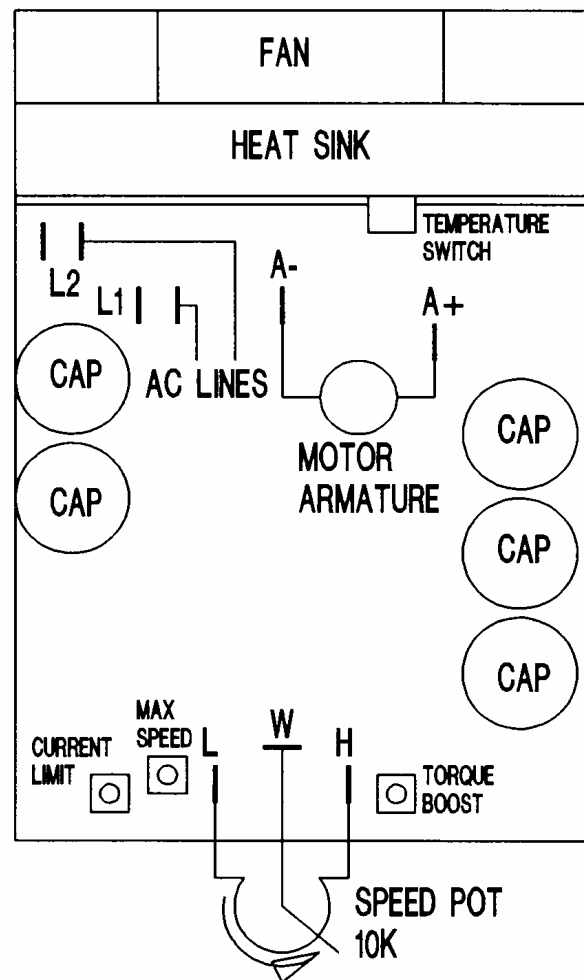 FAN
HEAT SINK
TEMPERATURE
SWITCH
L2
L1
A-
A+
CAP
AC LINES
CAP
MOTOR
ARMATURE
CAP
CAP
CAP
MAX
SPEED
CURRENT
LIMIT
L
W
H
TORQUE
BOOST
SPEED POT
10K